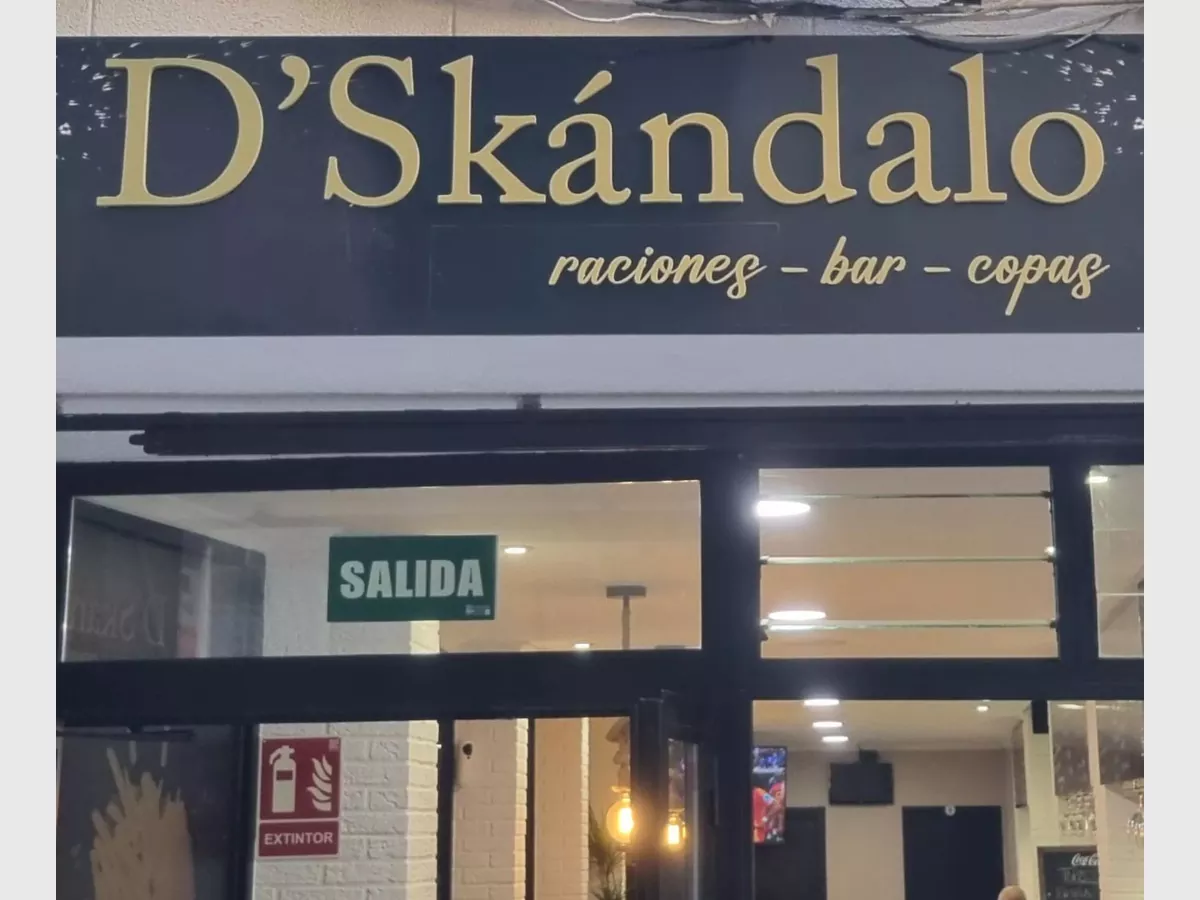 D'Skándalo
raciones - bar - copas
SALIDA
EXTINTOR